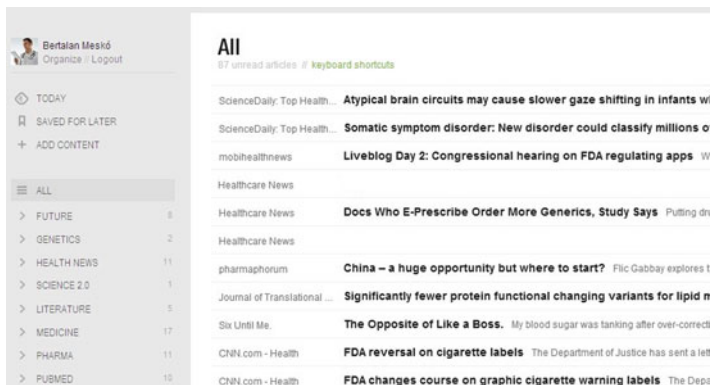 Bertalan Meskó
Organize // Logout
TODAY
SAVED FOR LATER
+ ADD CONTENT
ALL
> FUTURE 8
> GENETICS 2
> HEALTH NEWS 11
> SCIENCE 2.0 1
> LITERATURE 5
> MEDICINE 17
> PHARMA 11
> PUBMED 10
All
87 unread articles // keyboard shortcuts
ScienceDaily: Top Health... Atypical brain circuits may cause slower gaze shifting in infants w
ScienceDaily: Top Health... Somatic symptom disorder: New disorder could classify millions o
mobihealthnews Liveblog Day 2: Congressional hearing on FDA regulating apps W
Healthcare News
Healthcare News Docs Who E-Prescribe Order More Generics, Study Says Putting dru
Healthcare News
pharmaphorum China – a huge opportunity but where to start? Flic Gabbay explores t
Journal of Translational ... Significantly fewer protein functional changing variants for lipid m
Six Until Me. The Opposite of Like a Boss. My blood sugar was tanking after over-correcti
CNN.com - Health FDA reversal on cigarette labels The Department of Justice has sent a lett
CNN.com - Health FDA changes course on graphic cigarette warning labels The Depa